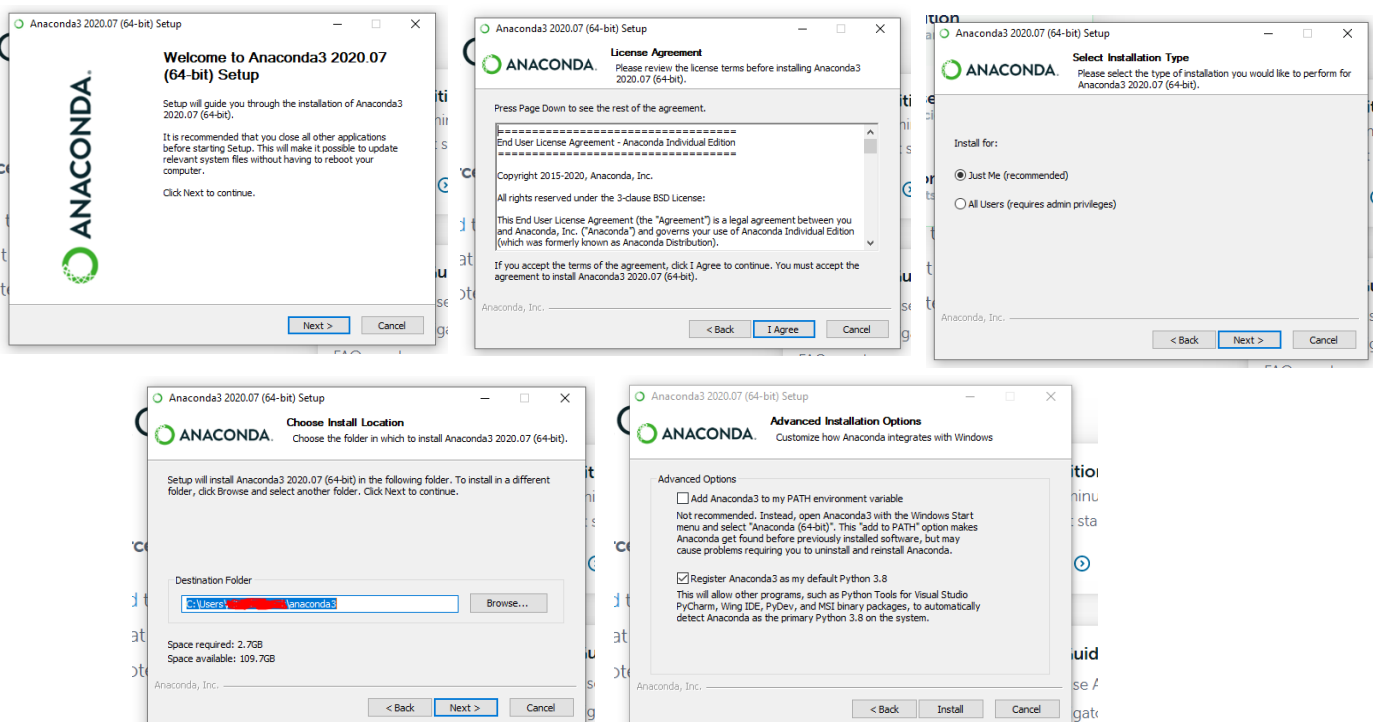 Anaconda3 2020.07 (64-bit) Setup
ANACONDA.
Welcome to Anaconda3 2020.07
(64-bit) Setup
Setup will guide you through the installation of Anaconda3
2020.07 (64-bit).
It is recommended that you close all other applications
before starting Setup. This will make it possible to update
relevant system files without having to reboot your
computer.
Click Next to continue.
Next >
Cancel
Anaconda3 2020.07 (64-bit) Setup
ANACONDA.
License Agreement
Please review the license terms before installing Anaconda3
2020.07 (64-bit).
Press Page Down to see the rest of the agreement.
===================================
End User License Agreement - Anaconda Individual Edition
===================================
Copyright 2015-2020, Anaconda, Inc.
All rights reserved under the 3-clause BSD License:
This End User License Agreement (the "Agreement") is a legal agreement between you
and Anaconda, Inc. ("Anaconda") and governs your use of Anaconda Individual Edition
(which was formerly known as Anaconda Distribution).
If you accept the terms of the agreement, click I Agree to continue. You must accept the
agreement to install Anaconda3 2020.07 (64-bit).
Anaconda, Inc.
< Back
I Agree
Cancel
Anaconda3 2020.07 (64-bit) Setup
ANACONDA.
Select Installation Type
Please select the type of installation you would like to perform for
Anaconda3 2020.07 (64-bit).
Install for:
Just Me (recommended)
All Users (requires admin privileges)
Anaconda, Inc.
< Back
Next >
Cancel
Anaconda3 2020.07 (64-bit) Setup
ANACONDA.
Choose Install Location
Choose the folder in which to install Anaconda3 2020.07 (64-bit).
Setup will install Anaconda3 2020.07 (64-bit) in the following folder. To install in a different
folder, click Browse and select another folder. Click Next to continue.
Destination Folder
C:\Users\ \anaconda3
Browse...
Space required: 2.7GB
Space available: 109.7GB
Anaconda, Inc.
< Back
Next >
Cancel
Anaconda3 2020.07 (64-bit) Setup
ANACONDA.
Advanced Installation Options
Customize how Anaconda integrates with Windows
Advanced Options
Add Anaconda3 to my PATH environment variable
Not recommended. Instead, open Anaconda3 with the Windows Start
menu and select "Anaconda (64-bit)". This "add to PATH" option makes
Anaconda get found before previously installed software, but may
cause problems requiring you to uninstall and reinstall Anaconda.
Register Anaconda3 as my default Python 3.8
This will allow other programs, such as Python Tools for Visual Studio
PyCharm, Wing IDE, PyDev, and MSI binary packages, to automatically
detect Anaconda as the primary Python 3.8 on the system.
Anaconda, Inc.
< Back
Install
Cancel